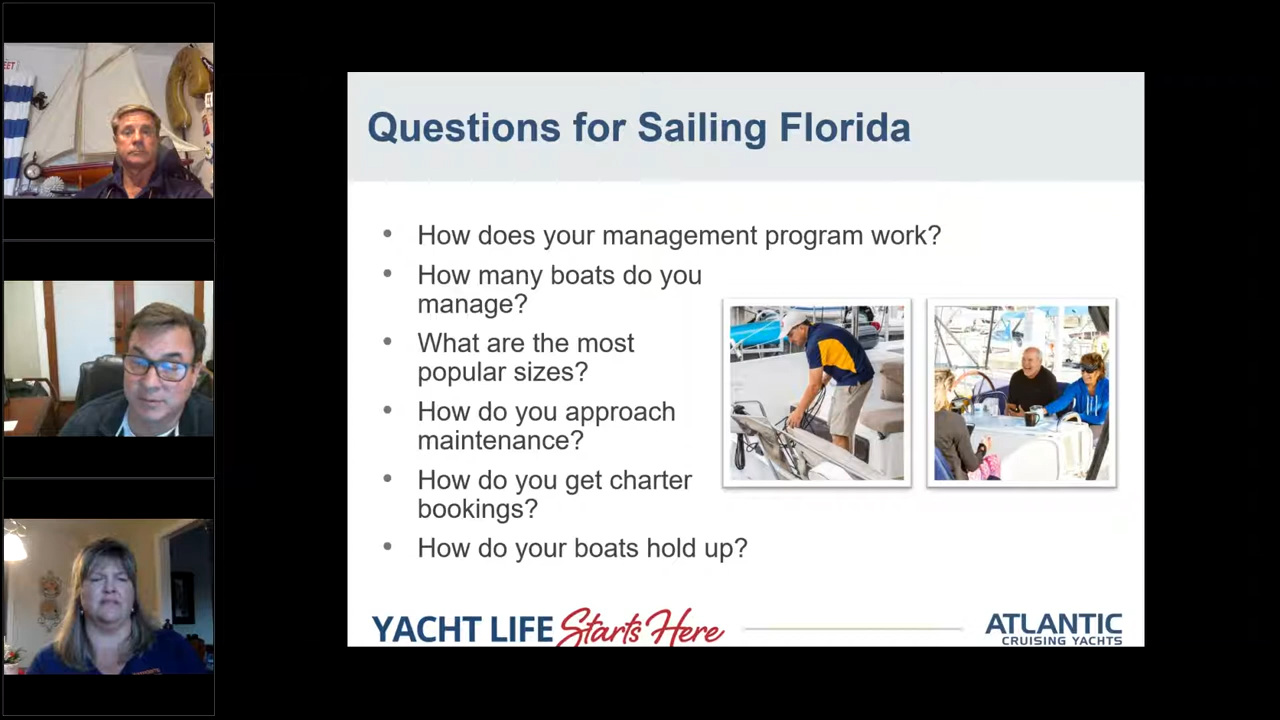 Questions for Sailing Florida
• How does your management program work?
• How many boats do you
manage?
• What are the most
popular sizes?
• How do you approach
maintenance?
• How do you get charter
bookings?
• How do your boats hold up?
YACHT LIFE Starts Here
ATLANTIC
CRUISING YACHTS